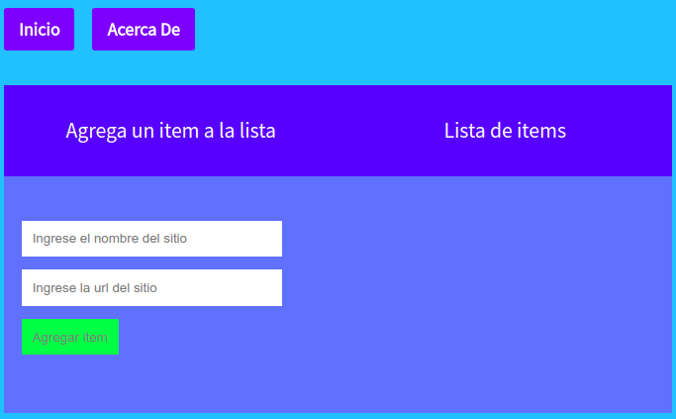 Inicio
Acerca De
Agrega un item a la lista
Lista de items
Ingrese el nombre del sitio
Ingrese la url del sitio
Agregar Item